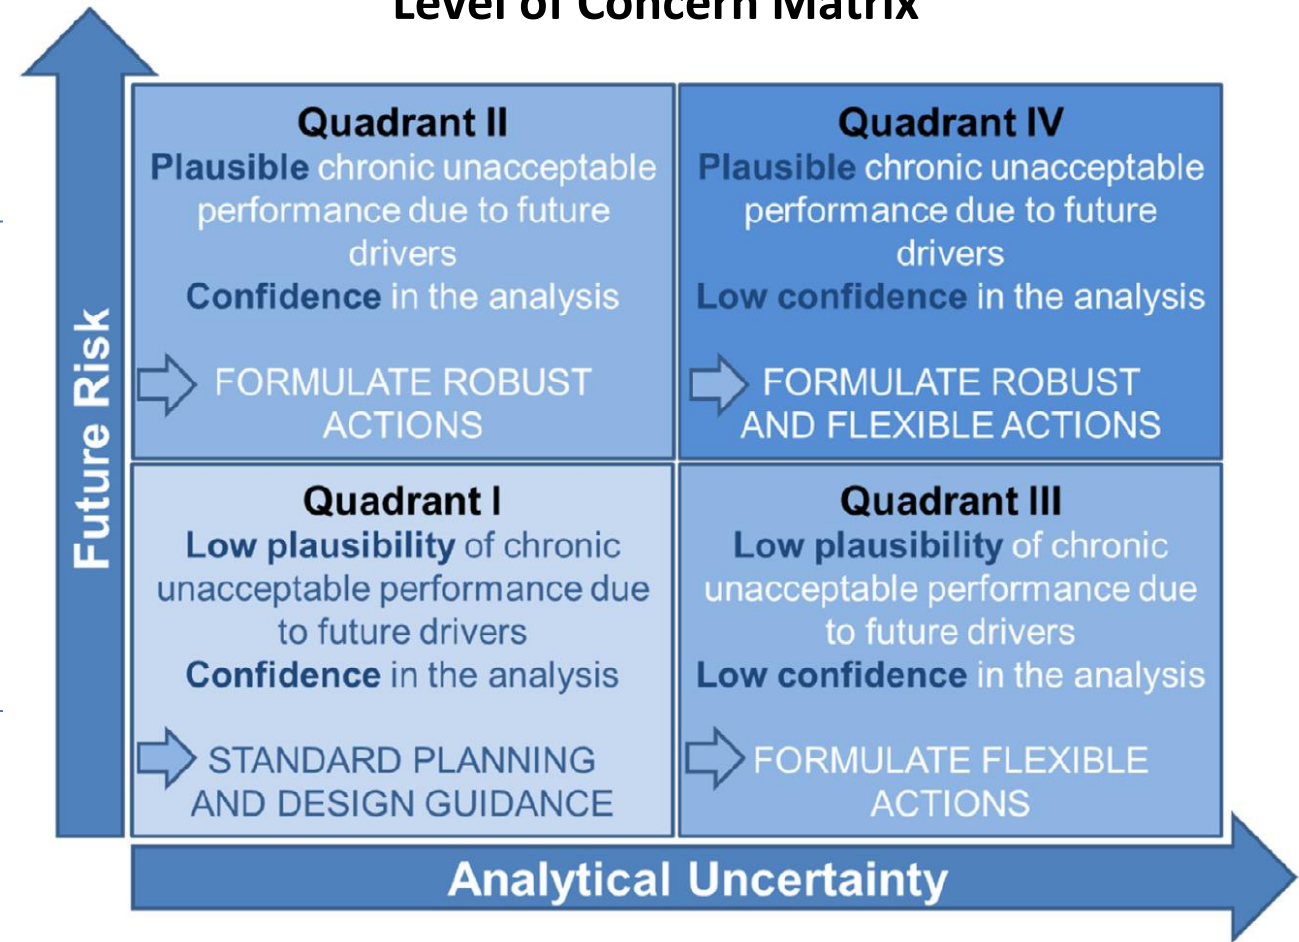 Level of Concern Matrix
Quadrant II
Plausible chronic unacceptable
performance due to future
drivers
Confidence in the analysis
FORMULATE ROBUST
ACTIONS
Quadrant IV
Plausible chronic unacceptable
performance due to future
drivers
Low confidence in the analysis
FORMULATE ROBUST
AND FLEXIBLE ACTIONS
Future Risk
Quadrant I
Low plausibility of chronic
unacceptable performance due
to future drivers
Confidence in the analysis
STANDARD PLANNING
AND DESIGN GUIDANCE
Quadrant III
Low plausibility of chronic
unacceptable performance due
to future drivers
Low confidence in the analysis
FORMULATE FLEXIBLE
ACTIONS
Analytical Uncertainty